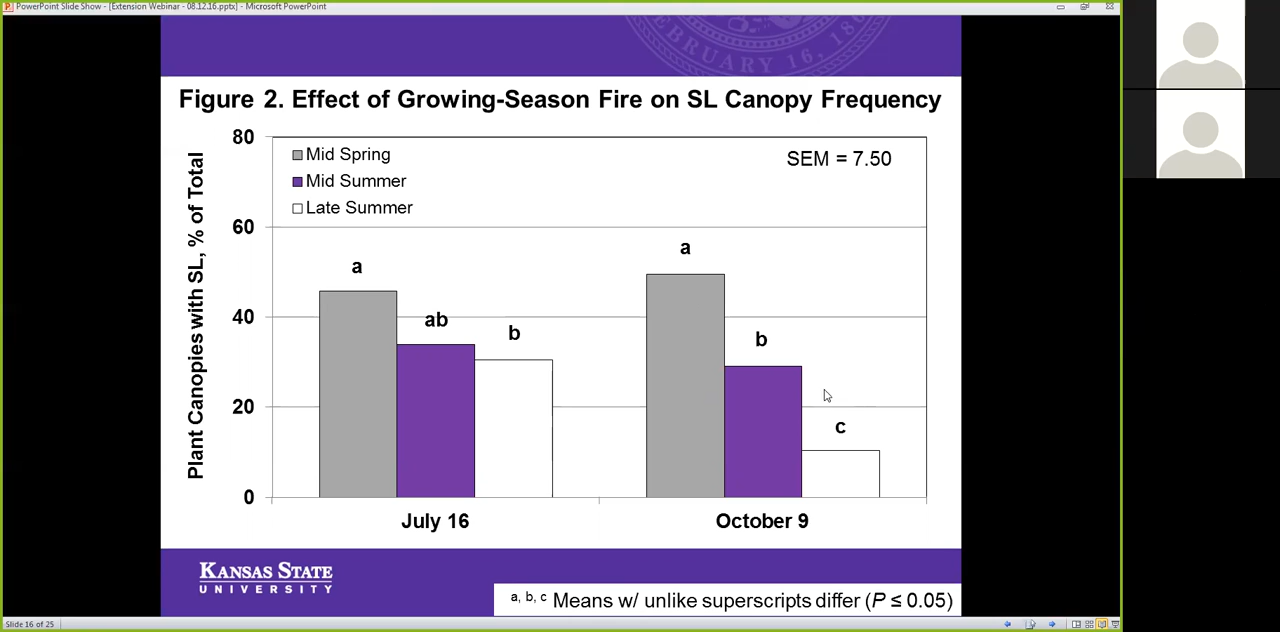 PowerPoint Slide Show - [Extension Webinar - 08.12.16.pptx] - Microsoft PowerPoint
FEBRUARY 16, 186
Figure 2. Effect of Growing-Season Fire on SL Canopy Frequency
Plant Canopies with SL, % of Total
80
60
40
20
0
Mid Spring
Mid Summer
Late Summer
SEM = 7.50
a
ab
b
a
b
c
July 16
October 9
KANSAS STATE
UNIVERSITY
a, b, c Means w/ unlike superscripts differ (P ≤ 0.05)
Slide 16 of 25